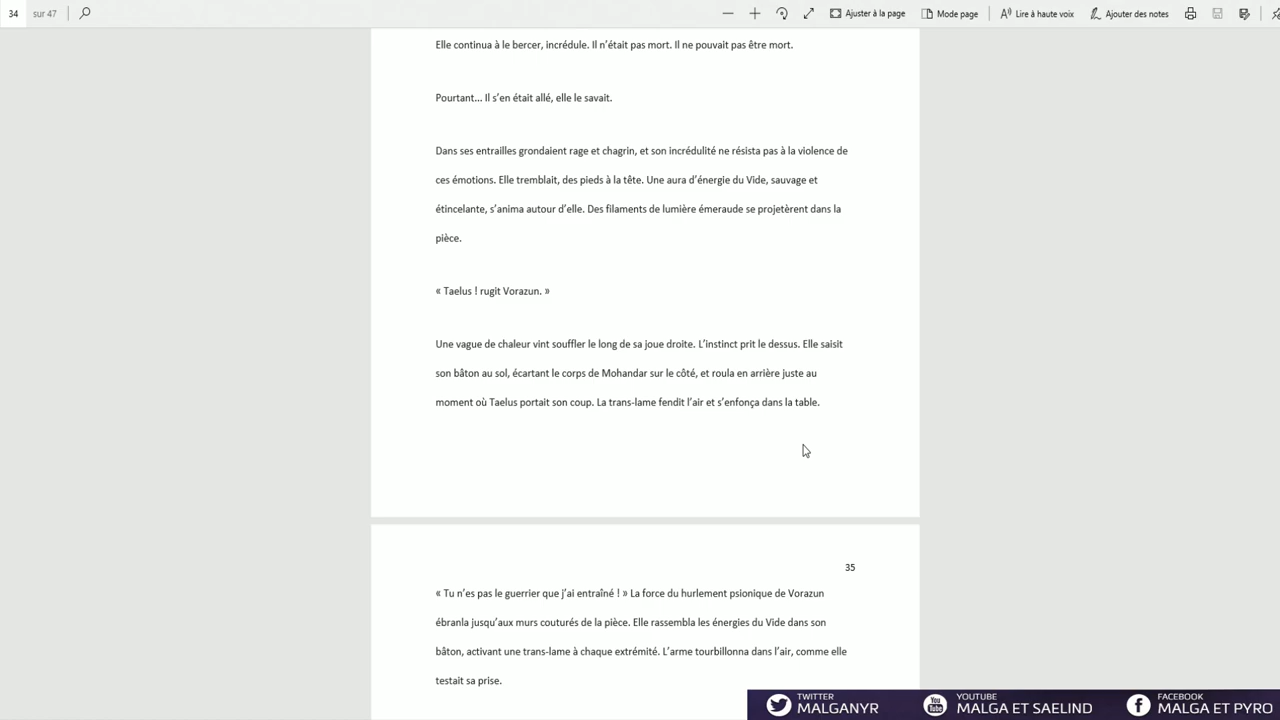 34 sur 47 Ajuster à la page Mode page Lire à haute voix Ajouter des notes
Elle continua à le bercer, incrédule. Il n’était pas mort. Il ne pouvait pas être mort.
Pourtant... Il s’en était allé, elle le savait.
Dans ses entrailles grondaient rage et chagrin, et son incrédulité ne résista pas à la violence de
ces émotions. Elle tremblait, des pieds à la tête. Une aura d’énergie du Vide, sauvage et
étincelante, s’anima autour d’elle. Des filaments de lumière émeraude se projetèrent dans la
pièce.
« Taelus ! rugit Vorazun. »
Une vague de chaleur vint souffler le long de sa joue droite. L’instinct prit le dessus. Elle saisit
son bâton au sol, écartant le corps de Mohandar sur le côté, et roula en arrière juste au
moment où Taelus portait son coup. La trans-lame fendit l’air et s’enfonça dans la table.
35
« Tu n’es pas le guerrier que j’ai entraîné ! » La force du hurlement psionique de Vorazun
ébranla jusqu’aux murs couturés de la pièce. Elle rassembla les énergies du Vide dans son
bâton, activant une trans-lame à chaque extrémité. L’arme tourbillonna dans l’air, comme elle
testait sa prise.
TWITTER
MALGANYR
You Tube
YOUTUBE
MALGA ET SAELIND
FACEBOOK
MALGA ET PYRO